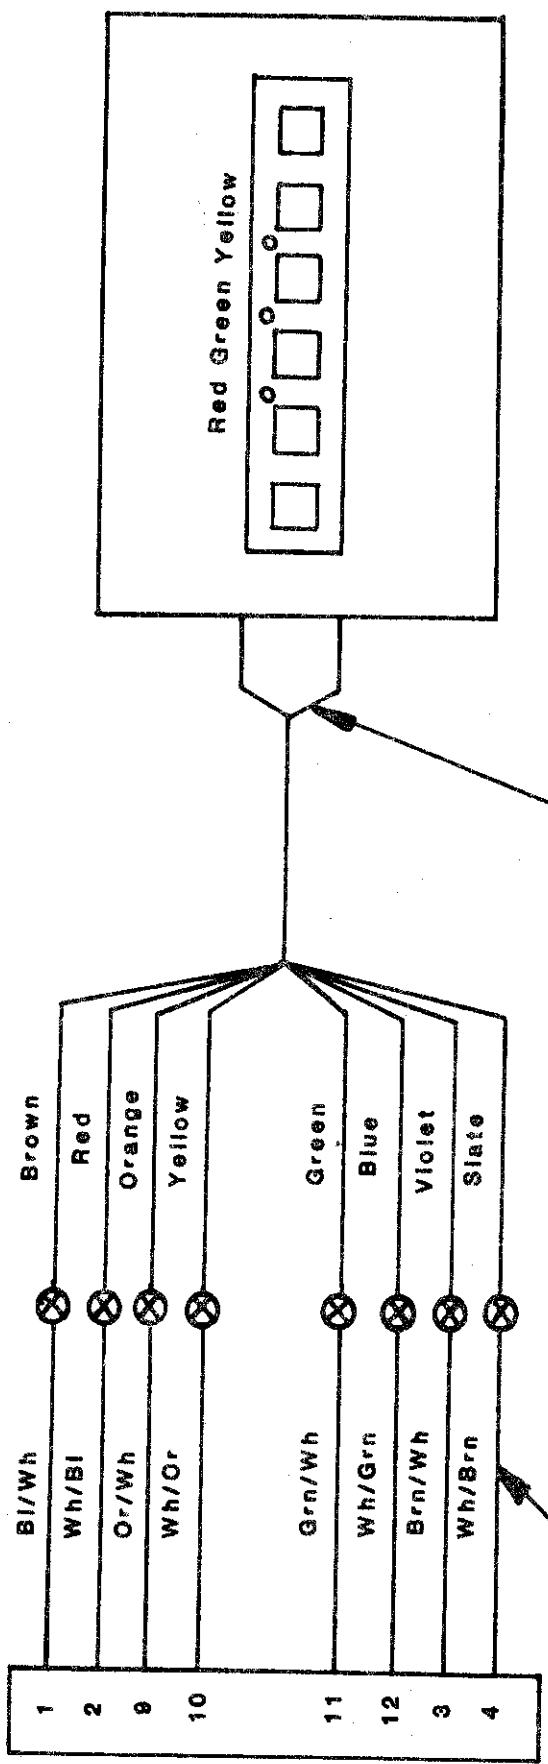 Red Green Yellow
Brown
Red
Orange
Yellow
Green
Blue
Violet
Slate
Bl/Wh
Wh/Bl
Or/Wh
Wh/Or
Grn/Wh
Wh/Grn
Brn/Wh
Wh/Brn
1
2
9
10
11
12
3
4